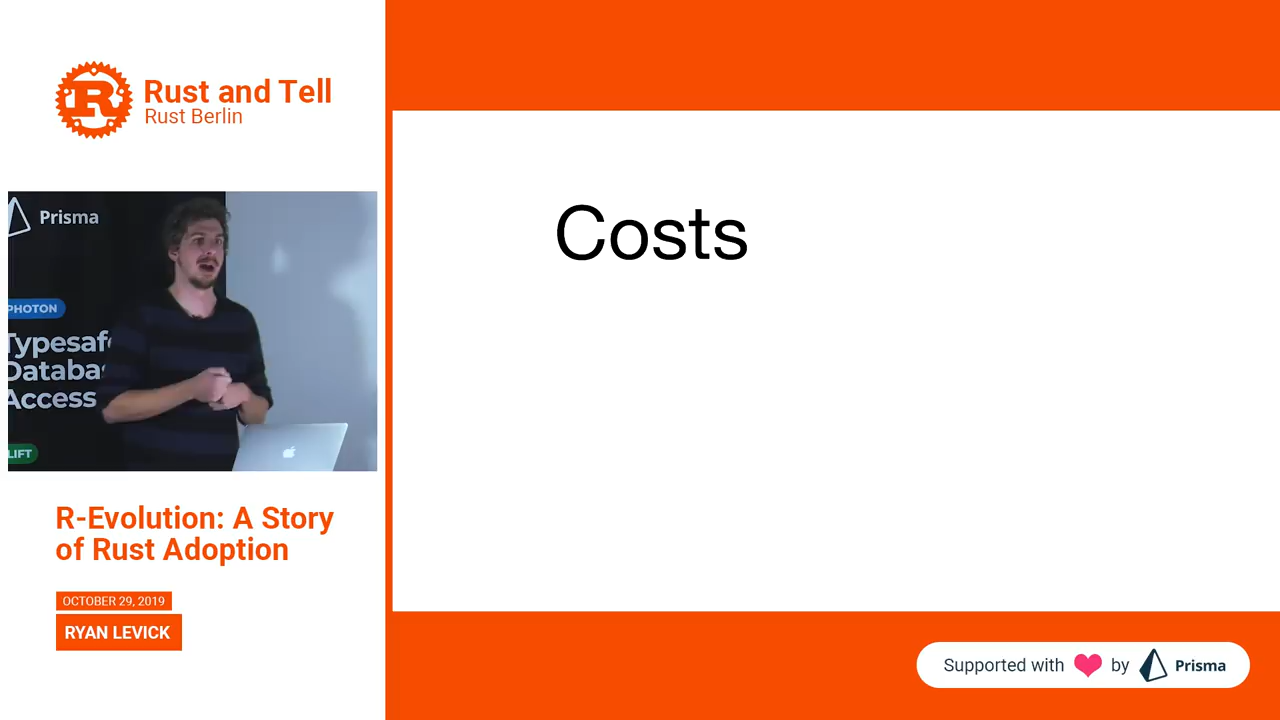 Rust and Tell
Rust Berlin
Prisma
PHOTON
Typesafe
Databa
Access
LIFT
R-Evolution: A Story
of Rust Adoption
OCTOBER 29, 2019
RYAN LEVICK
Costs
Supported with by Prisma